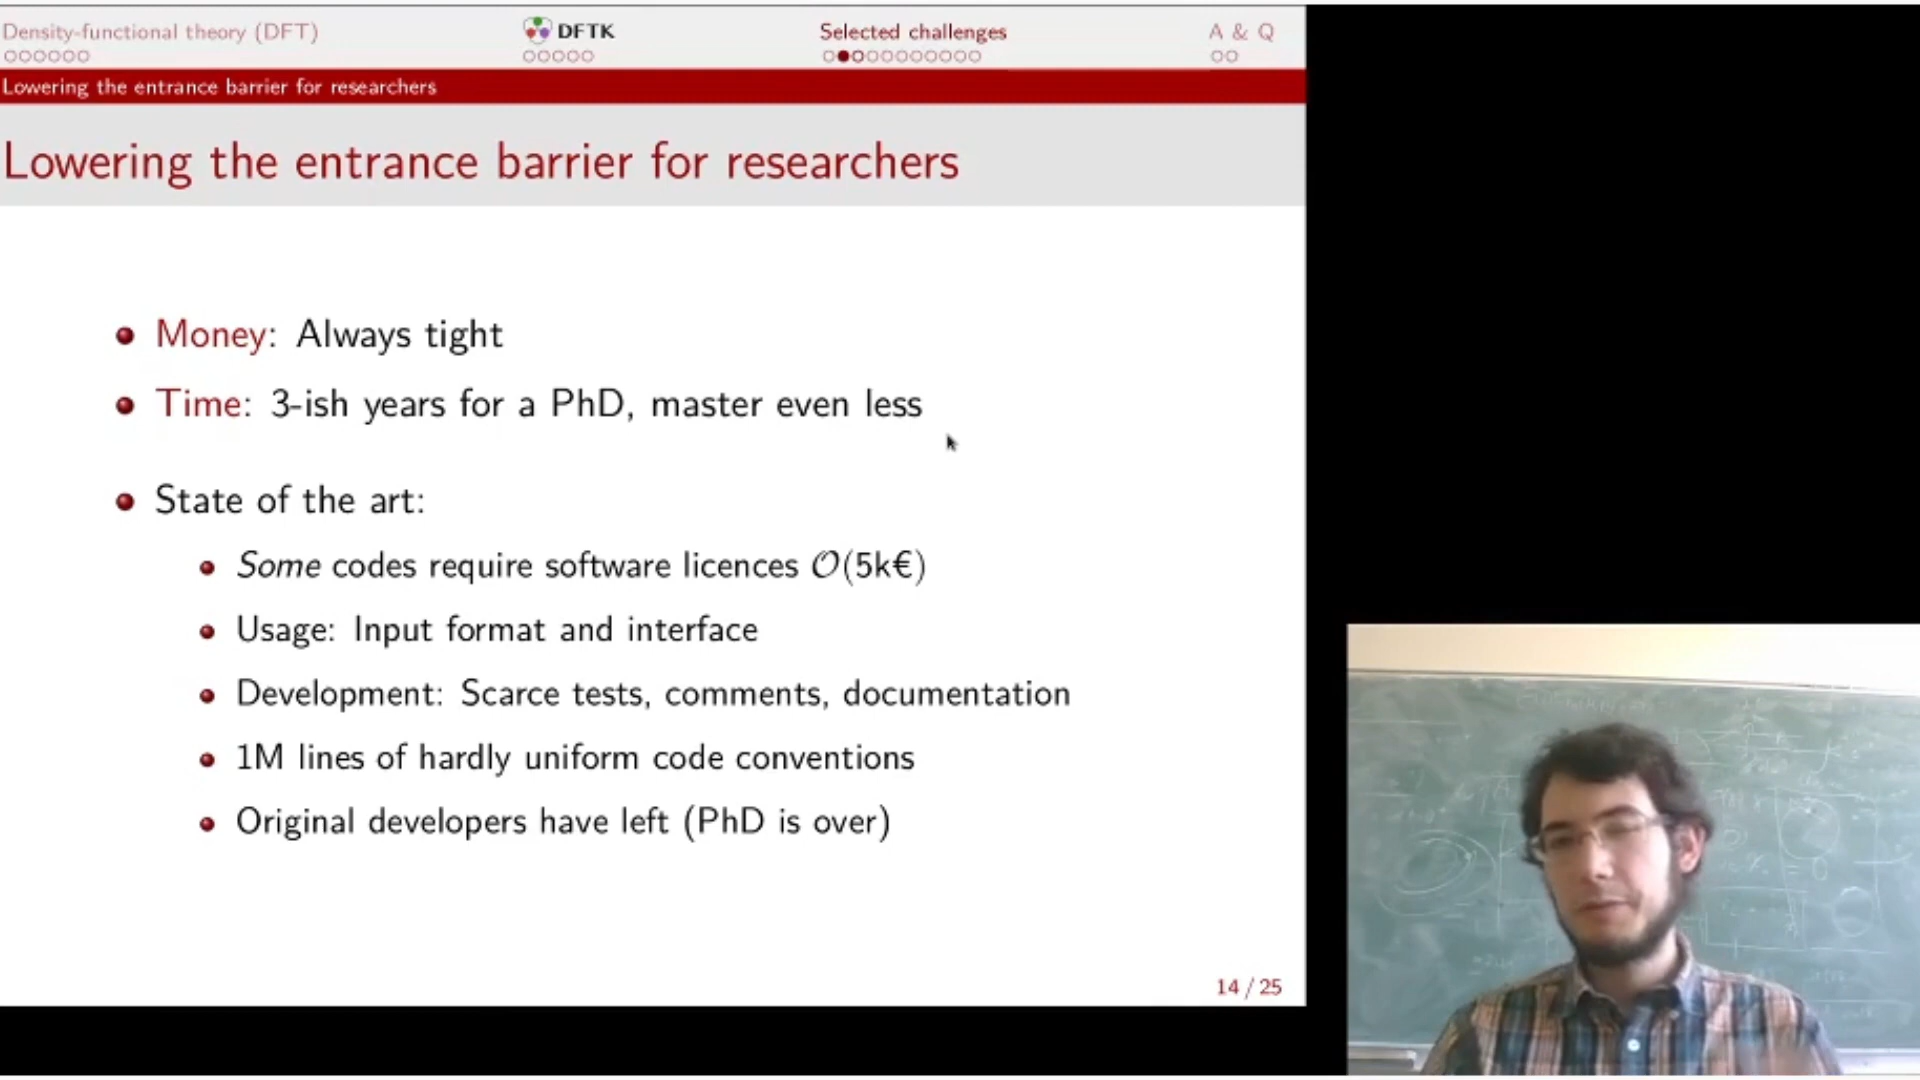 Density-functional theory (DFT) DFTK Selected challenges A & Q
Lowering the entrance barrier for researchers
Lowering the entrance barrier for researchers
Money: Always tight
Time: 3-ish years for a PhD, master even less
State of the art:
Some codes require software licences O(5k€)
Usage: Input format and interface
Development: Scarce tests, comments, documentation
1M lines of hardly uniform code conventions
Original developers have left (PhD is over)
14 / 25